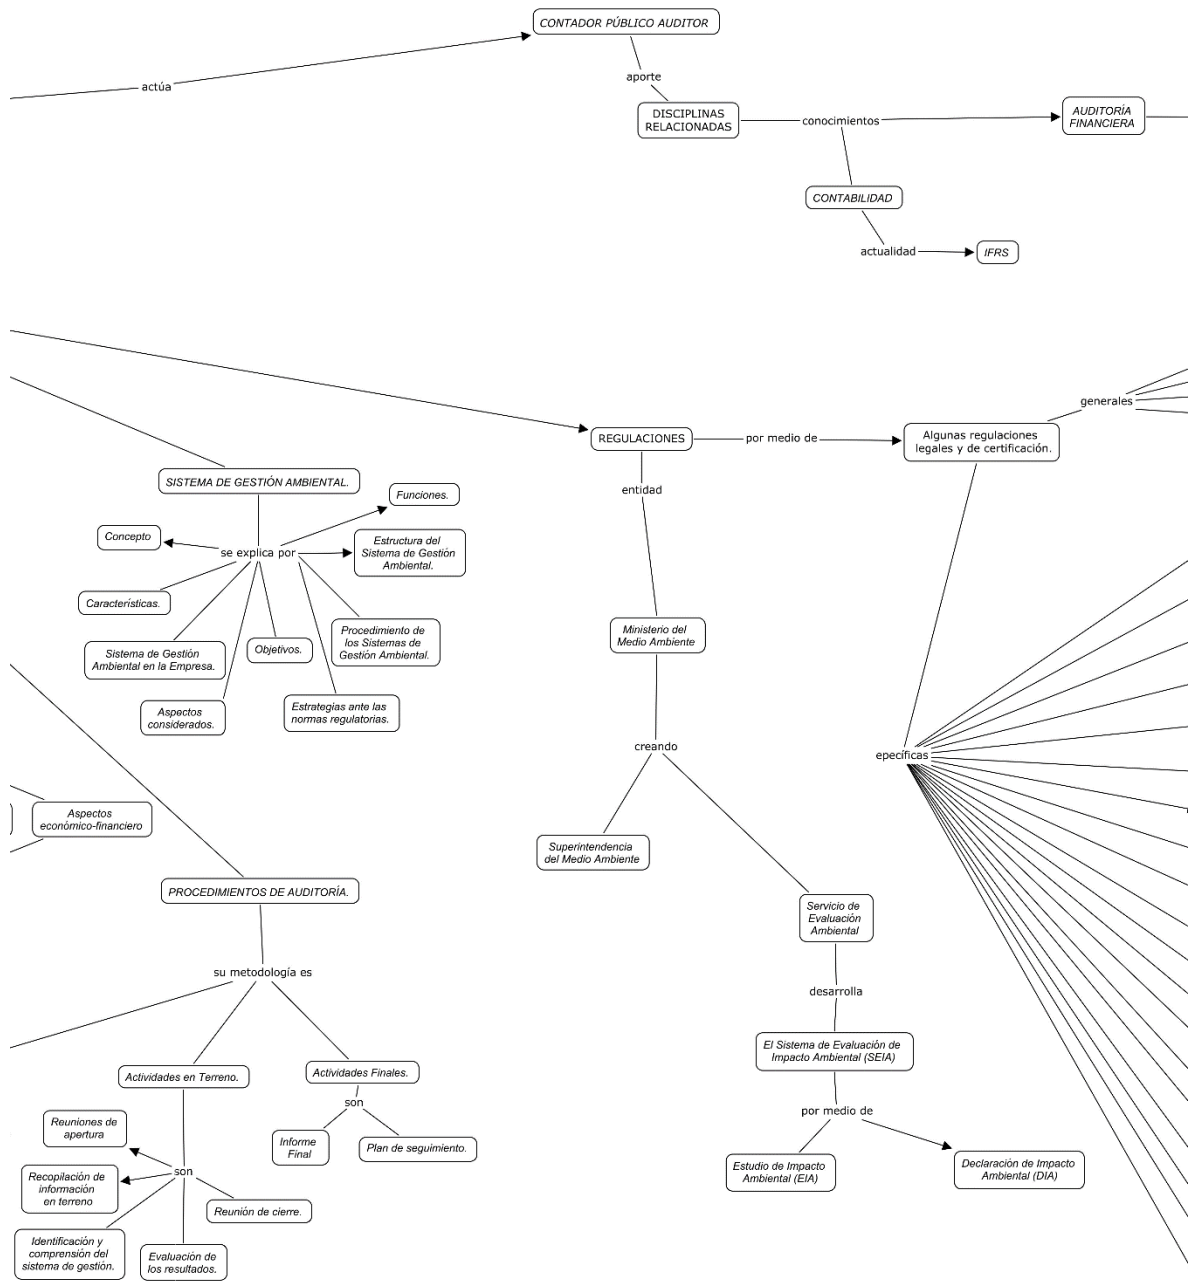 CONTADOR PÚBLICO AUDITOR
actúa
aporte
DISCIPLINAS
RELACIONADAS
conocimientos
AUDITORÍA
FINANCIERA
CONTABILIDAD
actualidad
IFRS
generales
REGULACIONES
por medio de
Algunas regulaciones
legales y de certificación.
SISTEMA DE GESTIÓN AMBIENTAL.
entidad
Funciones.
Concepto
se explica por
Estructura del
Sistema de Gestión
Ambiental.
Características.
Sistema de Gestión
Ambiental en la Empresa.
Objetivos.
Procedimiento de
los Sistemas de
Gestión Ambiental.
Aspectos
considerados.
Estrategias ante las
normas regulatorias.
Ministerio del
Medio Ambiente
creando
epecíficas
Aspectos
económico-financiero
Superintendencia
del Medio Ambiente
PROCEDIMIENTOS DE AUDITORÍA.
Servicio de
Evaluación
Ambiental
su metodología es
desarrolla
Actividades en Terreno.
Actividades Finales.
El Sistema de Evaluación de
Impacto Ambiental (SEIA)
son
por medio de
Reuniones de
apertura
Informe
Final
Plan de seguimiento.
Estudio de Impacto
Ambiental (EIA)
Declaración de Impacto
Ambiental (DIA)
son
Recopilación de
información
en terreno
Reunión de cierre.
Identificación y
comprensión del
sistema de gestión.
Evaluación de
los resultados.